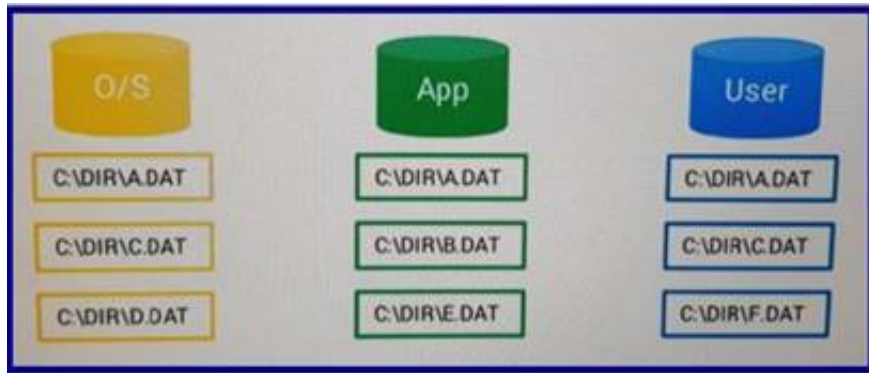 O/S
App
User
C:\DIR\A.DAT
C:\DIR\A.DAT
C:\DIR\A.DAT
C:\DIR\C.DAT
C:\DIR\B.DAT
C:\DIR\C.DAT
C:\DIR\D.DAT
C:\DIR\E.DAT
C:\DIR\F.DAT